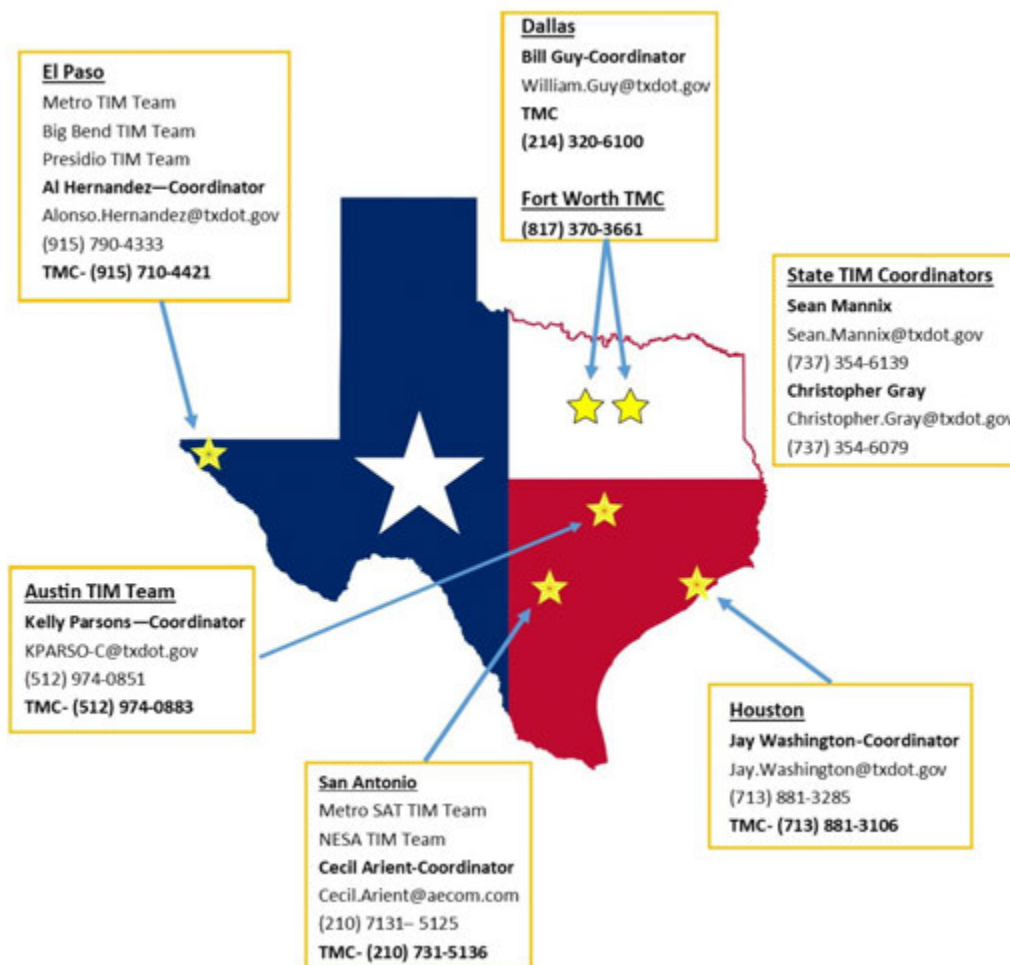 Dallas
Bill Guy-Coordinator
William.Guy@txdot.gov
TMC
(214) 320-6100
Fort Worth TMC
(817) 370-3661
El Paso
Metro TIM Team
Big Bend TIM Team
Presidio TIM Team
Al Hernandez—Coordinator
Alonso.Hernandez@txdot.gov
(915) 790-4333
TMC- (915) 710-4421
State TIM Coordinators
Sean Mannix
Sean.Mannix@txdot.gov
(737) 354-6139
Christopher Gray
Christopher.Gray@txdot.gov
(737) 354-6079
Austin TIM Team
Kelly Parsons—Coordinator
KPARSO-C@txdot.gov
(512) 974-0851
TMC- (512) 974-0883
Houston
Jay Washington-Coordinator
Jay.Washington@txdot.gov
(713) 881-3285
TMC- (713) 881-3106
San Antonio
Metro SAT TIM Team
NESA TIM Team
Cecil Arient-Coordinator
Cecil.Arient@aecom.com
(210) 7131– 5125
TMC- (210) 731-5136